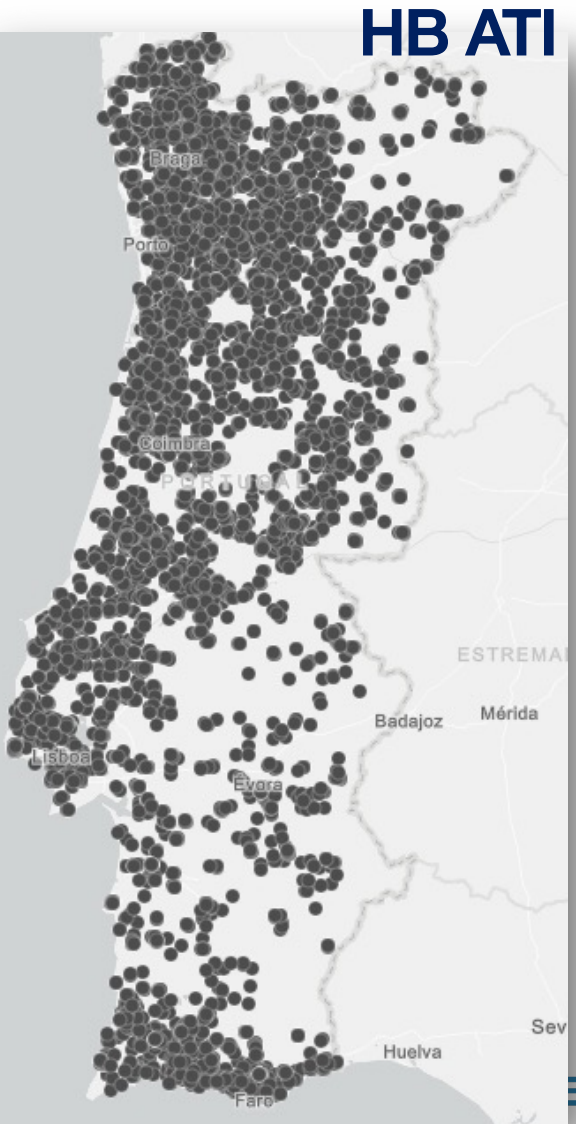 HB ATI
Braga
Porto
Coimbra
PORTUGAL
ESTREMA
Badajoz
Mérida
Lisboa
Évora
Sev
Huelva
Faro